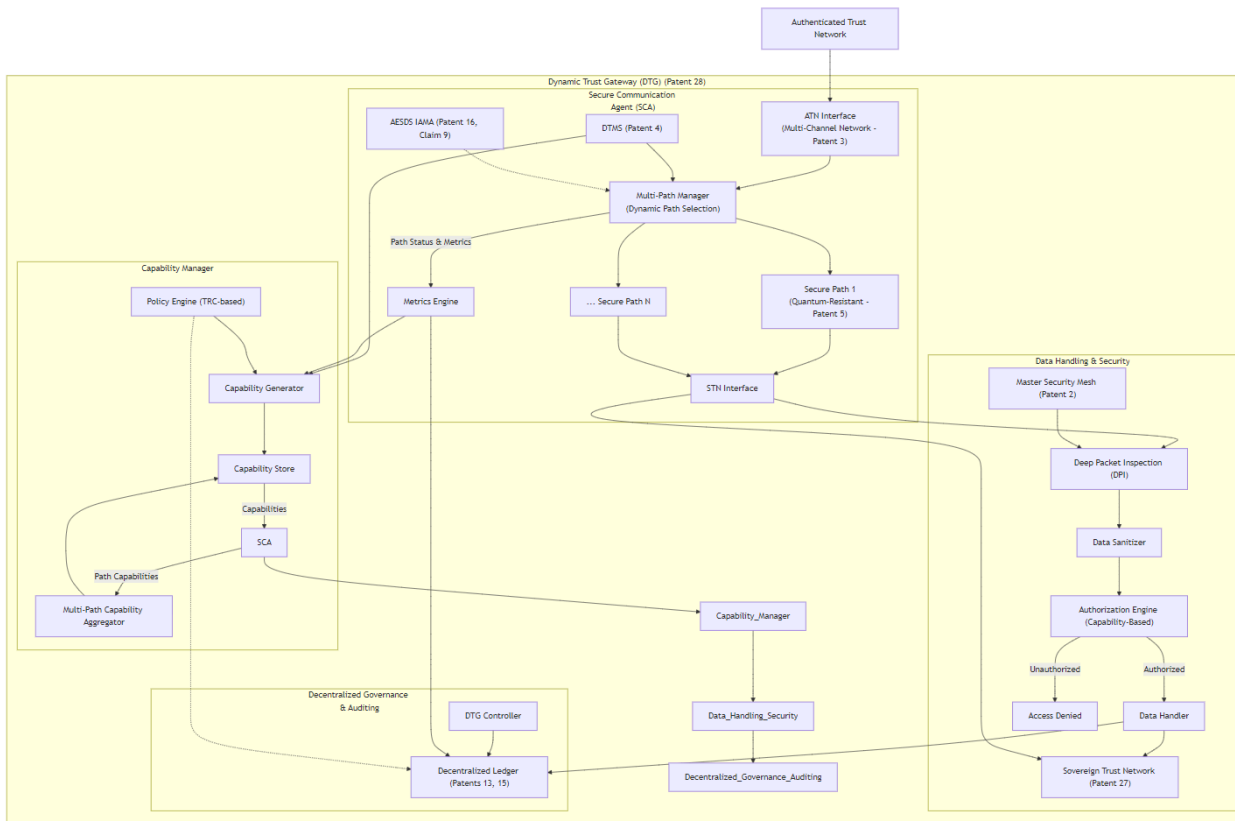 Authenticated Trust
Network
Dynamic Trust Gateway (DTG) (Patent 28)
Secure Communication
Agent (SCA)
AESDS IAMA (Patent 16,
Claim 9)
DTMS (Patent 4)
ATN Interface
(Multi-Channel Network -
Patent 3)
Multi-Path Manager
(Dynamic Path Selection)
Path Status & Metrics
Capability Manager
Policy Engine (TRC-based)
Metrics Engine
... Secure Path N
Secure Path 1
(Quantum-Resistant -
Patent 5)
Data Handling & Security
Capability Generator
STN Interface
Master Security Mesh
(Patent 2)
Capability Store
Deep Packet Inspection
(DPI)
Capabilities
SCA
Data Sanitizer
Path Capabilities
Multi-Path Capability
Aggregator
Capability_Manager
Authorization Engine
(Capability-Based)
Unauthorized
Authorized
Decentralized Governance
& Auditing
DTG Controller
Data_Handling_Security
Access Denied
Data Handler
Decentralized Ledger
(Patents 13, 15)
Decentralized_Governance_Auditing
Sovereign Trust Network
(Patent 27)